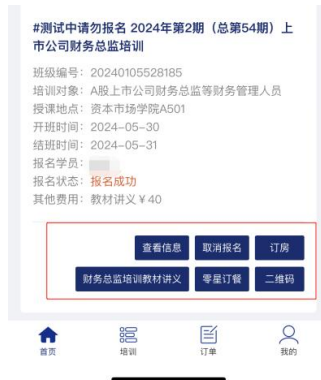 #测试中请勿报名 2024年第2期（总第54期）上
市公司财务总监培训
班级编号：20240105528185
培训对象：A股上市公司财务总监等财务管理人员
授课地点：资本市场学院A501
开班时间：2024-05-30
结班时间：2024-05-31
报名学员：
报名状态：报名成功
其他费用：教材讲义￥40
查看信息 取消报名 订房
财务总监培训教材讲义 零星订餐 二维码
首页 培训 订单 我的